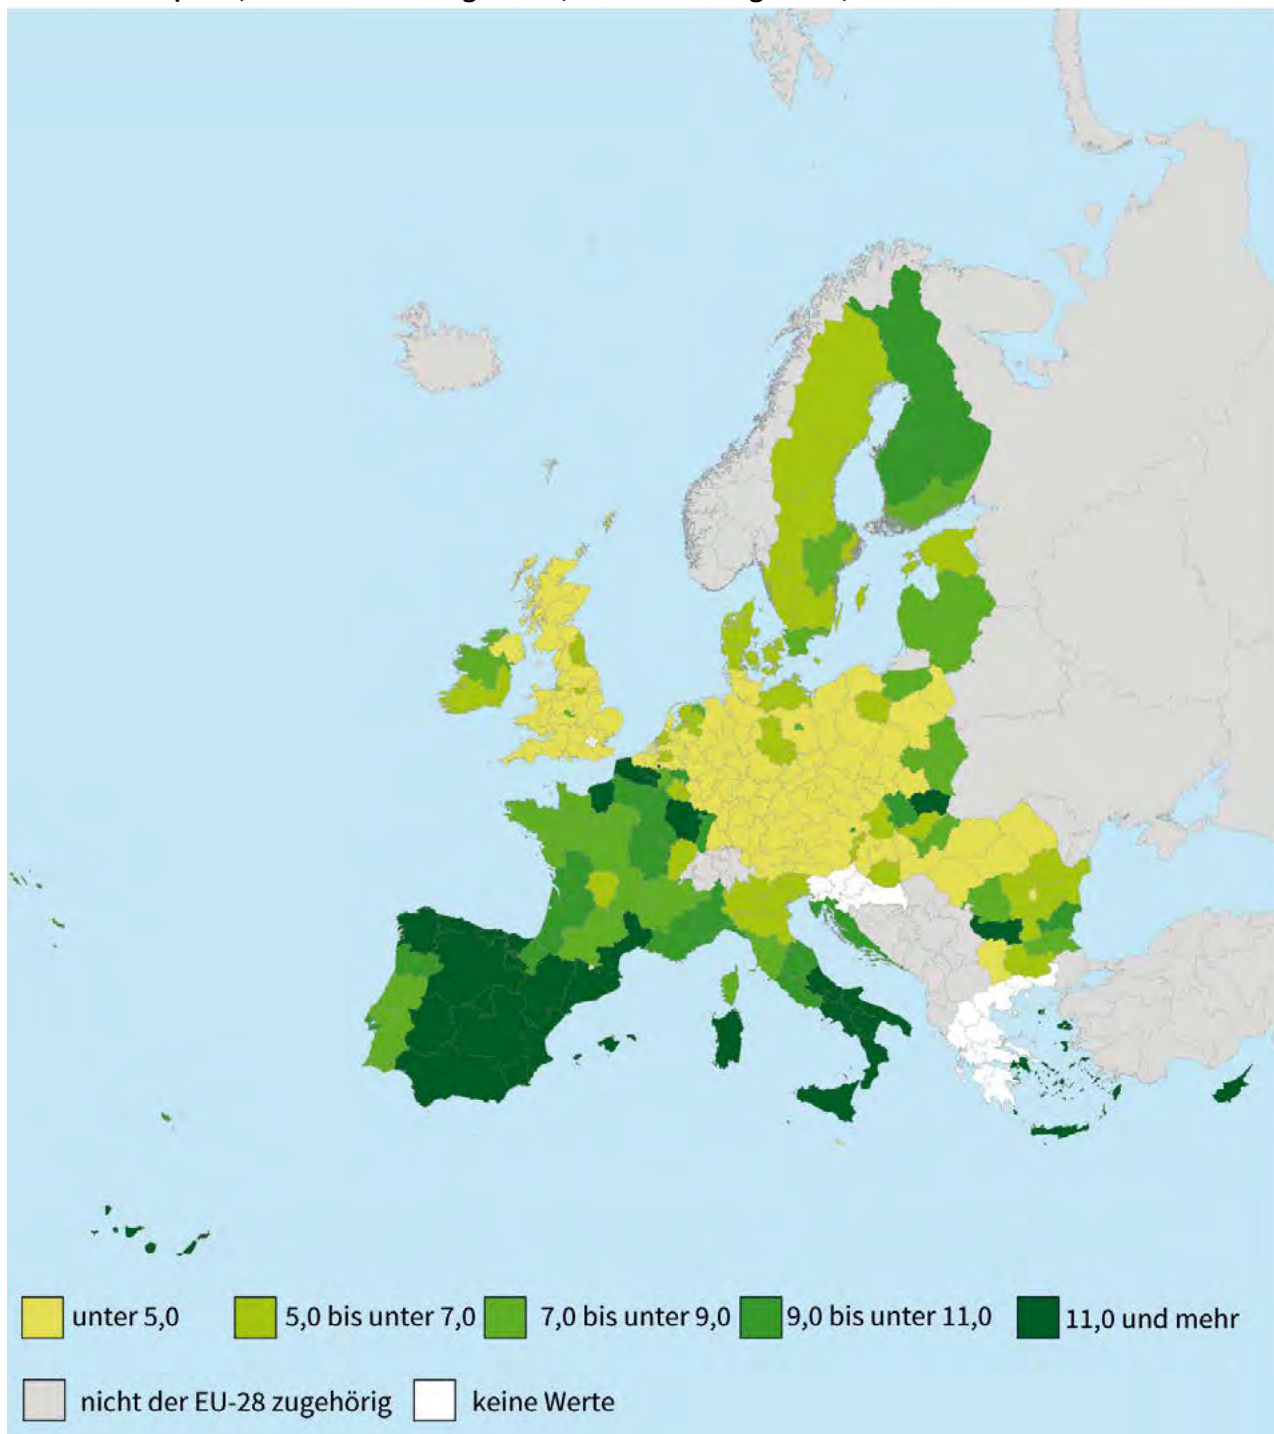 unter 5,0
5,0 bis unter 7,0
7,0 bis unter 9,0
9,0 bis unter 11,0
11,0 und mehr
nicht der EU-28 zugehörig
keine Werte